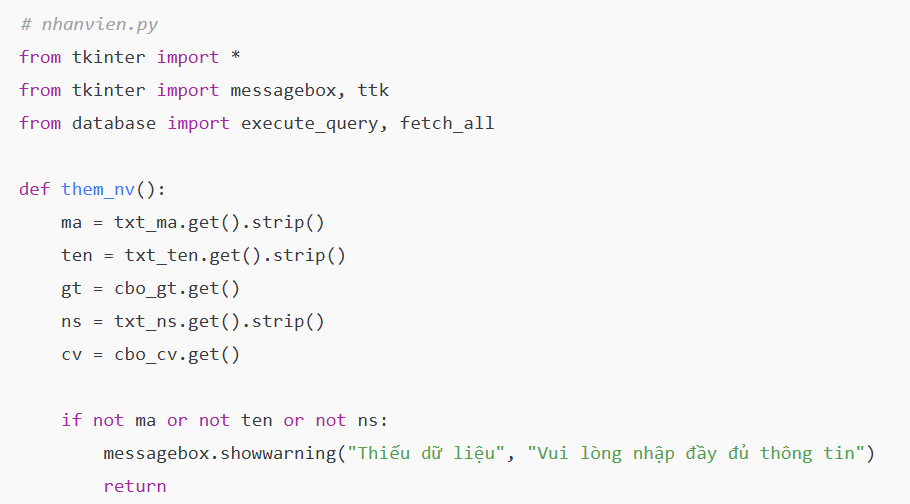 # nhanvien.py
from tkinter import *
from tkinter import messagebox, ttk
from database import execute_query, fetch_all

def them_nv():
    ma = txt_ma.get().strip()
    ten = txt_ten.get().strip()
    gt = cbo_gt.get()
    ns = txt_ns.get().strip()
    cv = cbo_cv.get()

    if not ma or not ten or not ns:
        messagebox.showwarning("Thiếu dữ liệu", "Vui lòng nhập đầy đủ thông tin")
        return